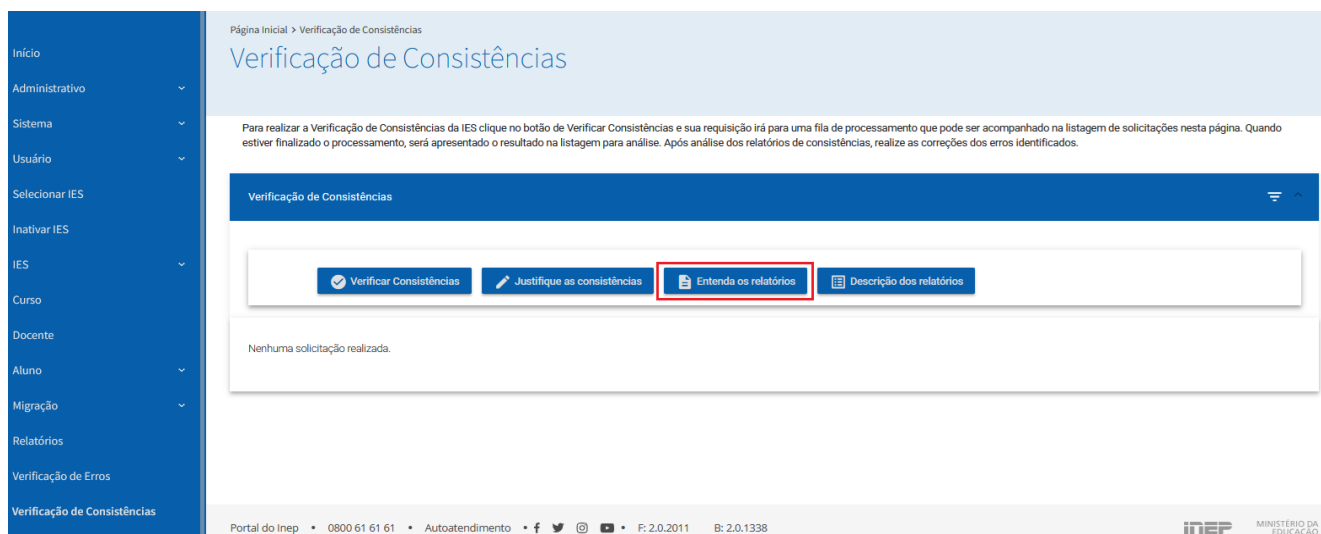 Página Inicial > Verificação de Consistências
Verificação de Consistências
Início
Administrativo
Sistema
Usuário
Selecionar IES
Inativar IES
IES
Curso
Docente
Aluno
Migração
Relatórios
Verificação de Erros
Verificação de Consistências
Para realizar a Verificação de Consistências da IES clique no botão de Verificar Consistências e sua requisição irá para uma fila de processamento que pode ser acompanhado na listagem de solicitações nesta página. Quando
estiver finalizado o processamento, será apresentado o resultado na listagem para análise. Após análise dos relatórios de consistências, realize as correções dos erros identificados.
Verificação de Consistências
Verificar Consistências Justifique as consistências Entenda os relatórios Descrição dos relatórios
Nenhuma solicitação realizada.
Portal do Inep • 0800 61 61 61 • Autoatendimento • • F: 2.0.2011 B: 2.0.1338
inep MINISTÉRIO DA
EDUCAÇÃO